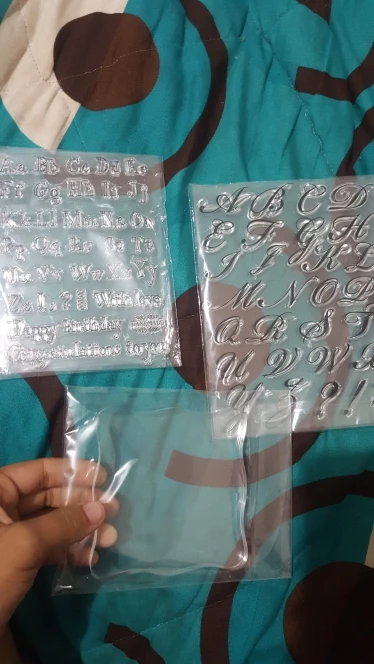 Aa Bb Cc Dd Ee
Ff Gg Hh Ii Jj
Kk Ll Mm Nn Oo
Pp Qq Rr Ss Tt
Uu Vv Ww Xx Yy
Zz . , ? ! With love
Happy birthday
Congratulations to you
A B C D
E F G H
I J K L
M N O P
Q R S T
U V W X
Y Z ? !